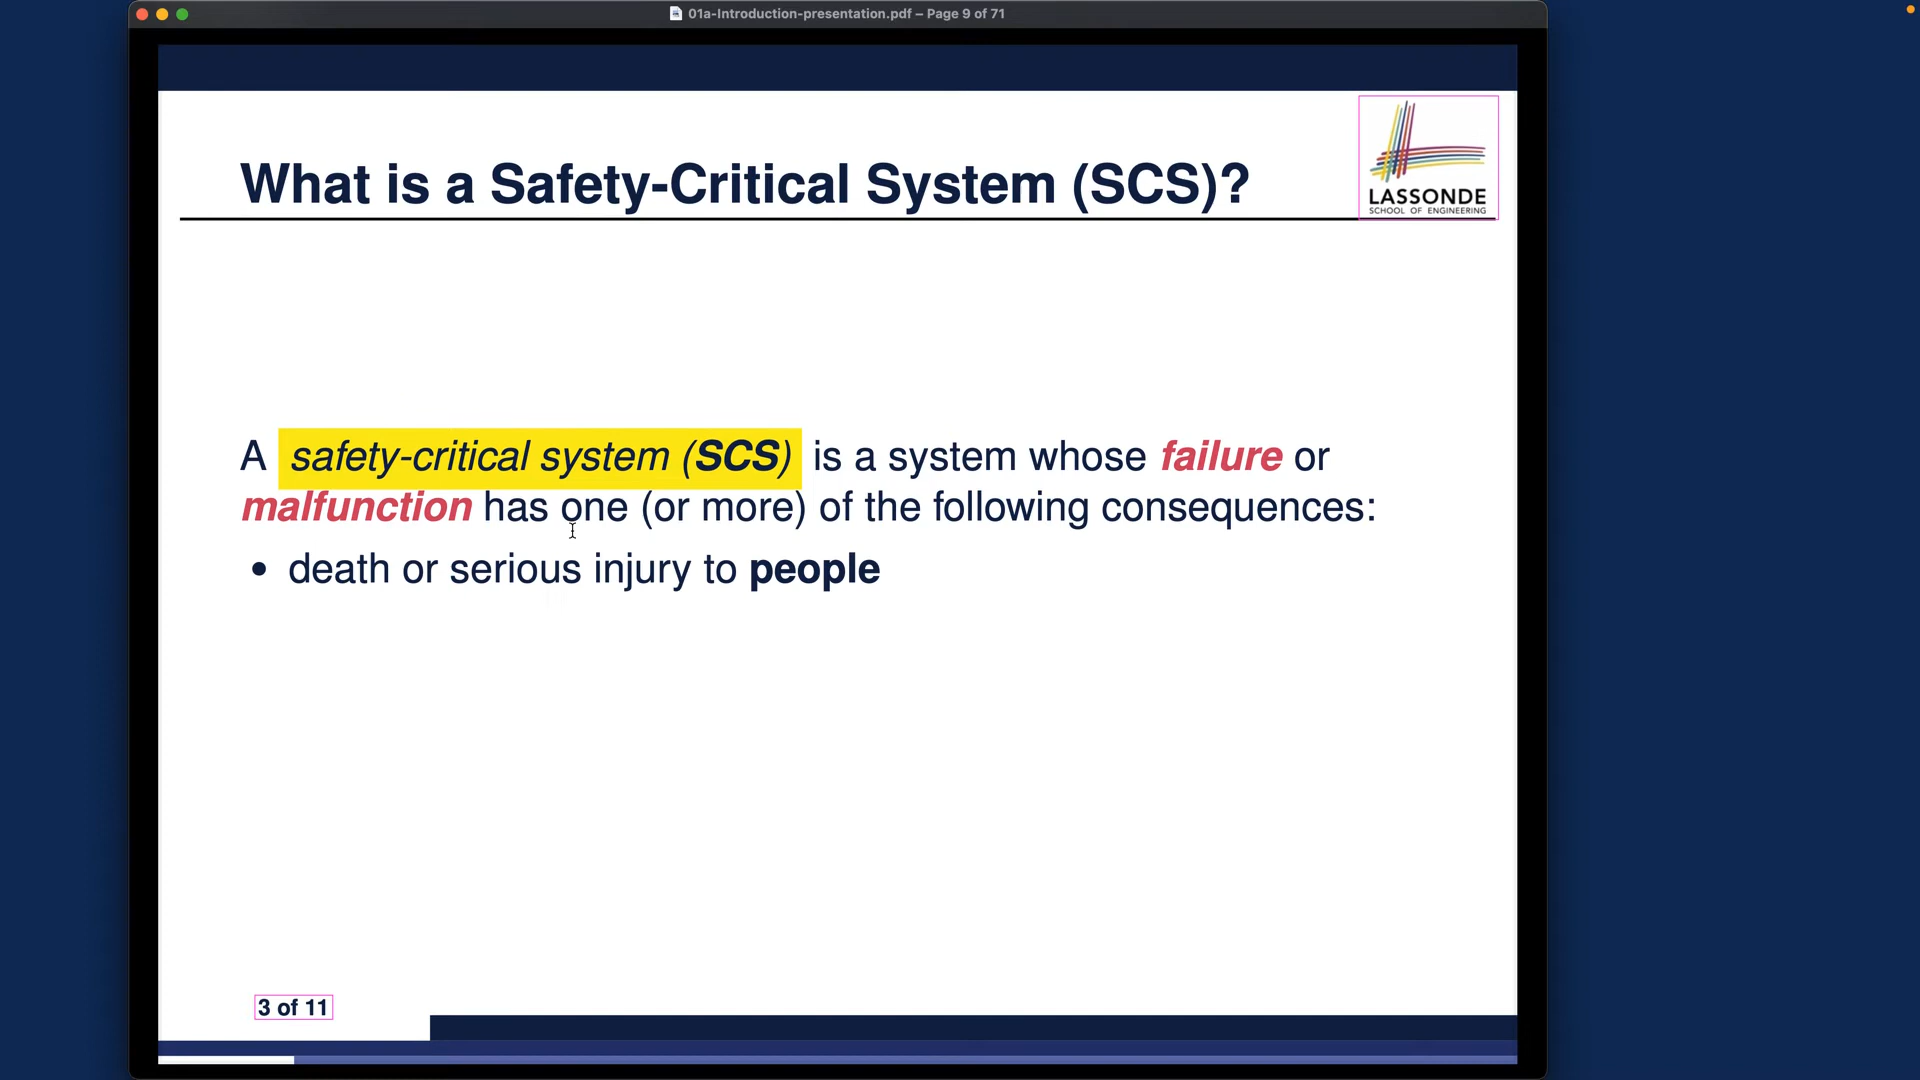 01a-Introduction-presentation.pdf – Page 9 of 71
What is a Safety-Critical System (SCS)?
LASSONDE
SCHOOL OF ENGINEERING
A safety-critical system (SCS) is a system whose failure or
malfunction has one (or more) of the following consequences:
• death or serious injury to people
3 of 11